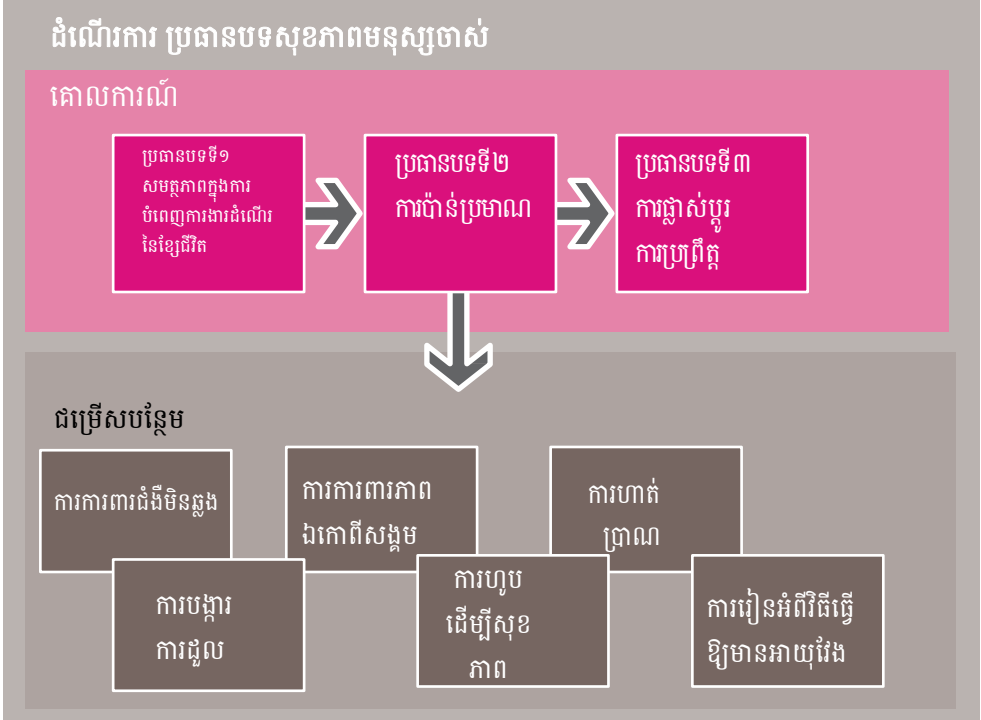 ដំណើរការ ប្រធានបទសុខភាពមនុស្សចាស់
គោលការណ៍
ប្រធានបទទី១
សមត្ថភាពក្នុងការ
បំពេញការងារដំណើរ
នៃខ្សែជីវិត
ប្រធានបទទី២
ការប៉ាន់ប្រមាណ
ប្រធានបទទី៣
ការផ្លាស់ប្តូរ
ការប្រព្រឹត្ត
ជម្រើសបន្ថែម
ការការពារជំងឺមិនឆ្លង
ការការពារភាព
ឯកោពីសង្គម
ការហាត់
ប្រាណ
ការបង្ការ
ការដួល
ការហូប
ដើម្បីសុខ
ភាព
ការរៀនអំពីវិធីធ្វើ
ឱ្យមានអាយុវែង